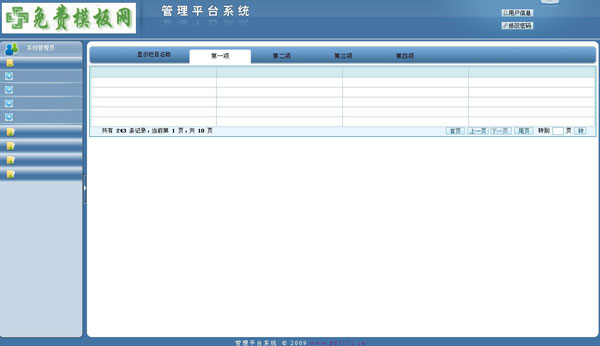 免费模板网
管理平台系统
用户信息
修改密码
系统管理员
显示栏目名称 第一项 第二项 第三项 第四项
共有 243 条记录，当前第 1 页，共 10 页 首页 上一页 下一页 尾页 转到 页 转
管理平台系统 © 2009